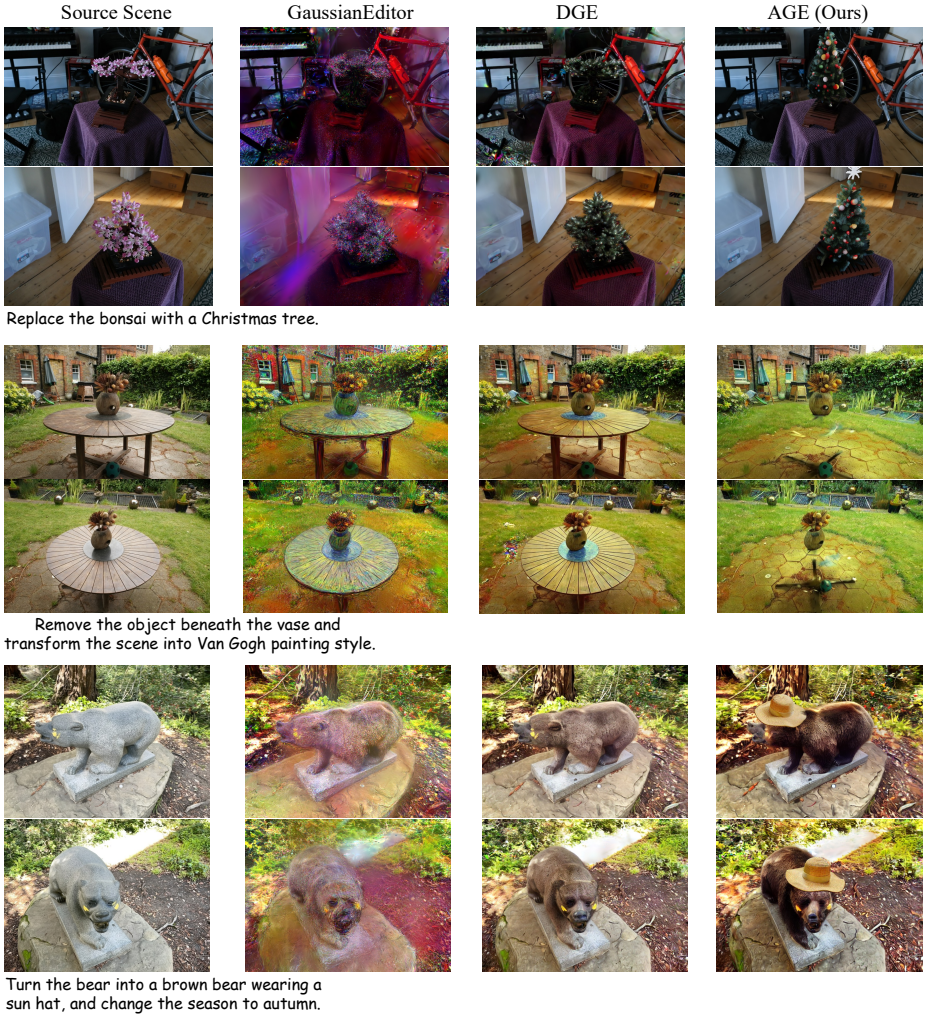 Source Scene GaussianEditor DGE AGE (Ours)
Replace the bonsai with a Christmas tree.
Remove the object beneath the vase and
transform the scene into Van Gogh painting style.
Turn the bear into a brown bear wearing a
sun hat, and change the season to autumn.